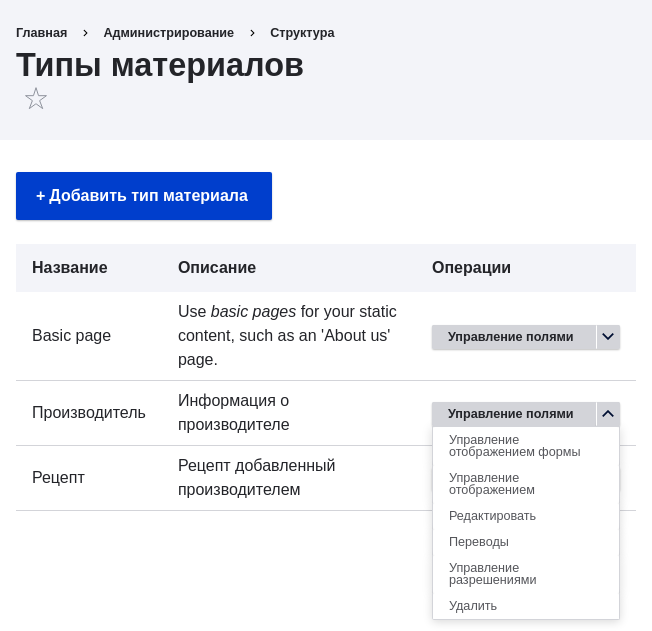 Главная > Администрирование > Структура
Типы материалов
+ Добавить тип материала
Название Описание Операции
Basic page
Use basic pages for your static
content, such as an 'About us'
page.
Управление полями
Производитель
Информация о
производителе
Управление полями
Управление
отображением формы
Управление
отображением
Редактировать
Переводы
Управление
разрешениями
Удалить
Рецепт
Рецепт добавленный
производителем